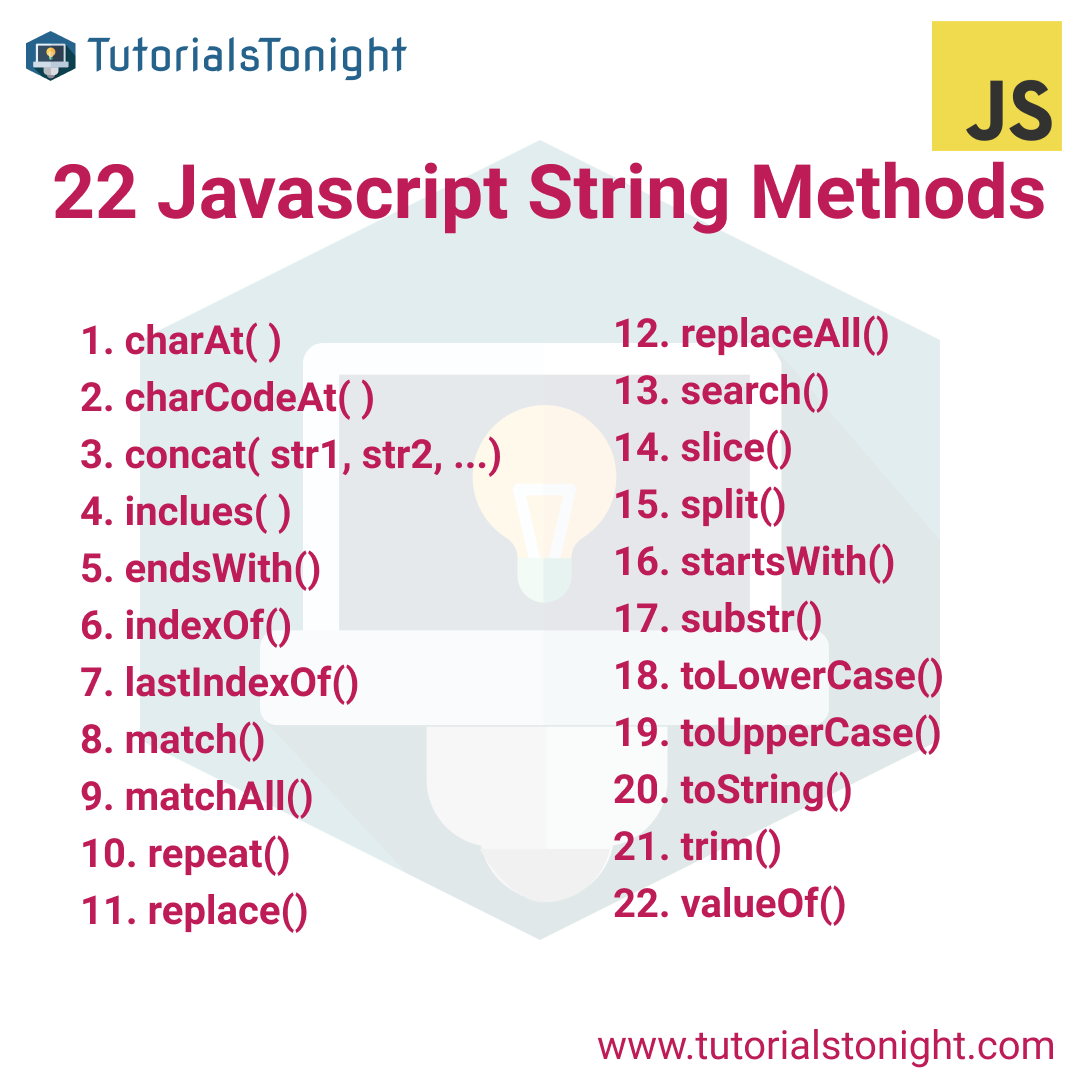 TutorialsTonight
JS
22 Javascript String Methods
1. charAt( )
2. charCodeAt( )
3. concat( str1, str2, ...)
4. inclues( )
5. endsWith()
6. indexOf()
7. lastIndexOf()
8. match()
9. matchAll()
10. repeat()
11. replace()
12. replaceAll()
13. search()
14. slice()
15. split()
16. startsWith()
17. substr()
18. toLowerCase()
19. toUpperCase()
20. toString()
21. trim()
22. valueOf()
www.tutorialstonight.com